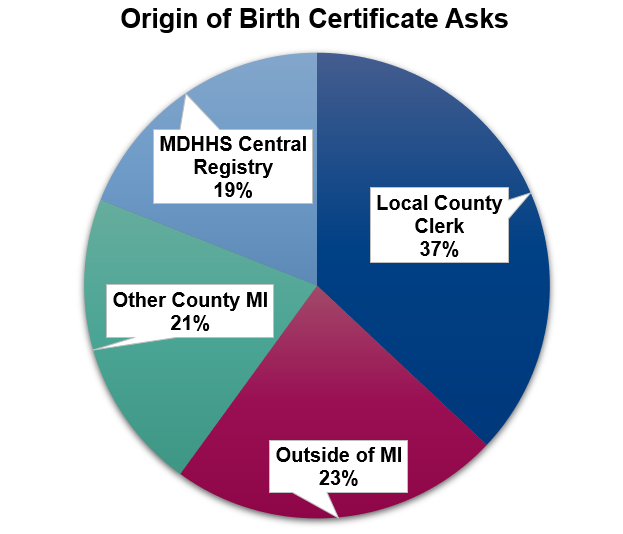 Origin of Birth Certificate Asks
MDHHS Central
Registry
19%
Local County
Clerk
37%
Other County MI
21%
Outside of MI
23%